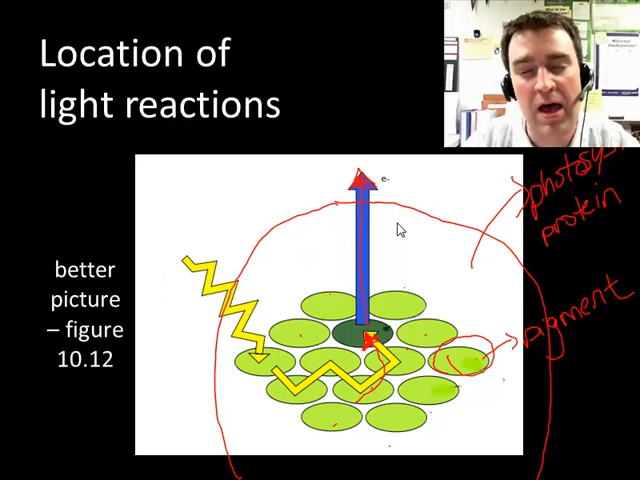 Location of
light reactions
better
picture
– figure
10.12
e-
protein
pigment